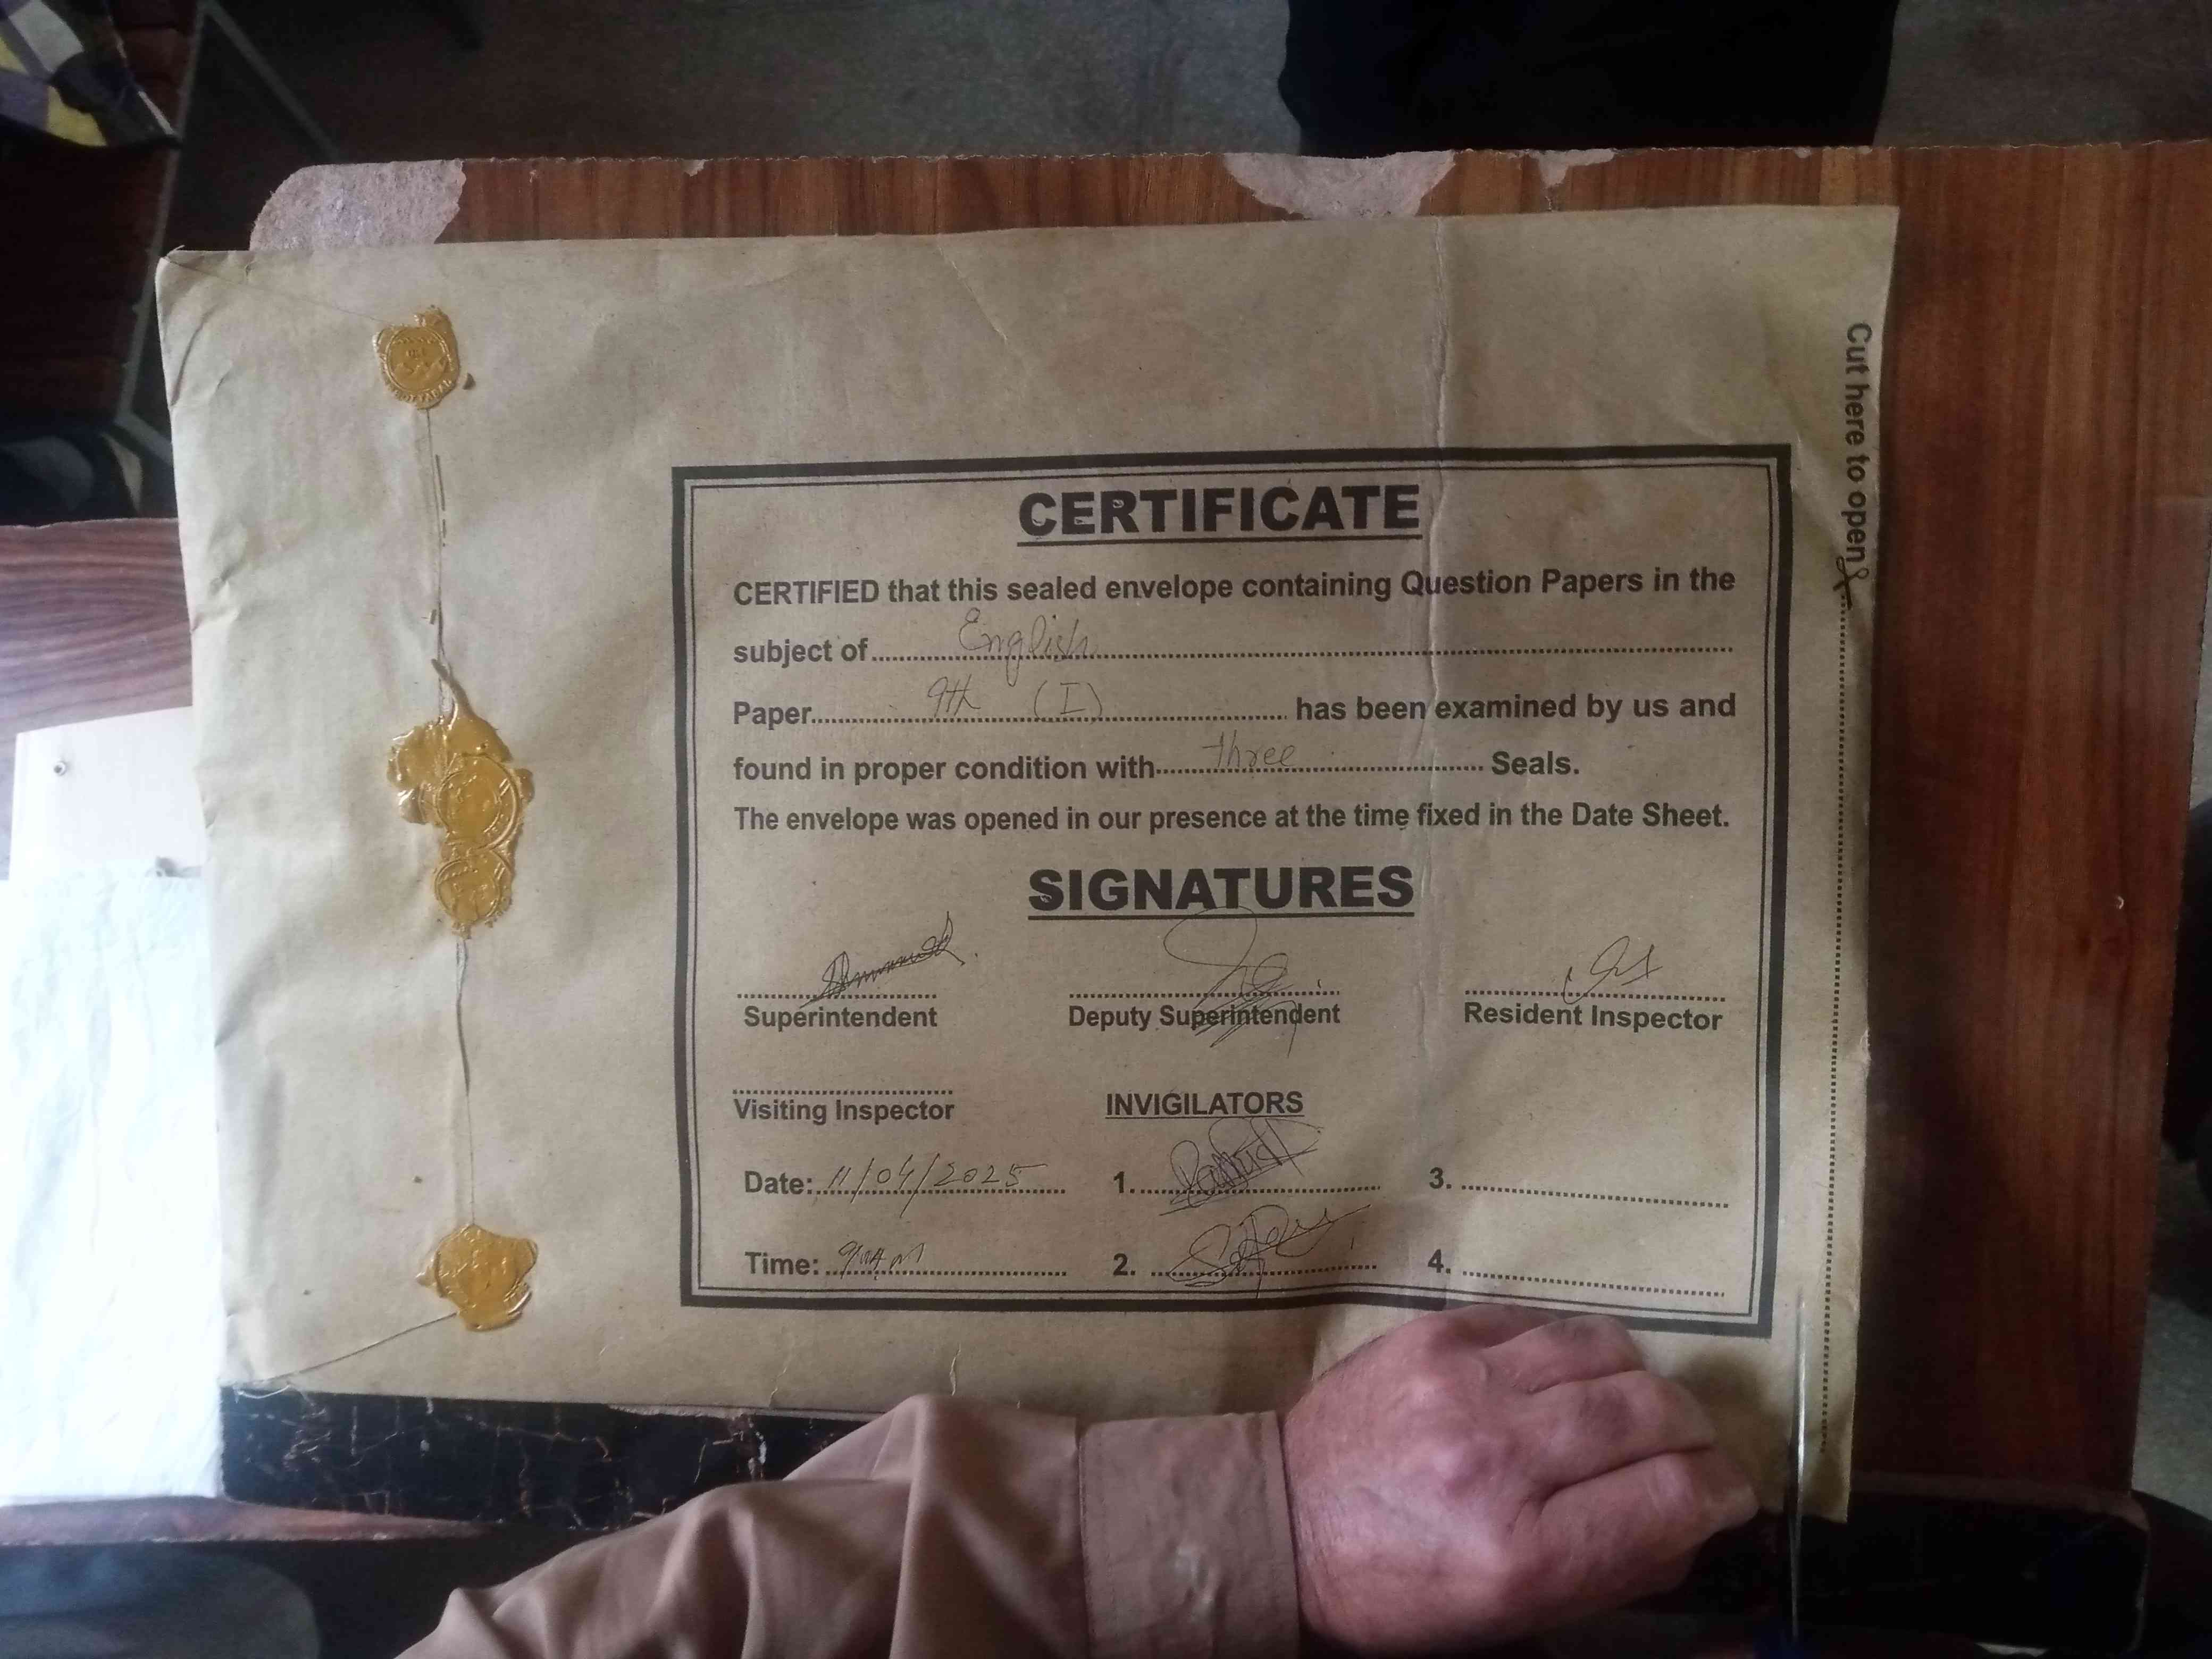 Cut here to open
CERTIFICATE
CERTIFIED that this sealed envelope containing Question Papers in the
subject of English
Paper 9th (I) has been examined by us and
found in proper condition with three Seals.
The envelope was opened in our presence at the time fixed in the Date Sheet.
SIGNATURES
Superintendent Deputy Superintendent Resident Inspector
Visiting Inspector INVIGILATORS
Date: 11/04/2025 1. 3.
Time: 2. 4.